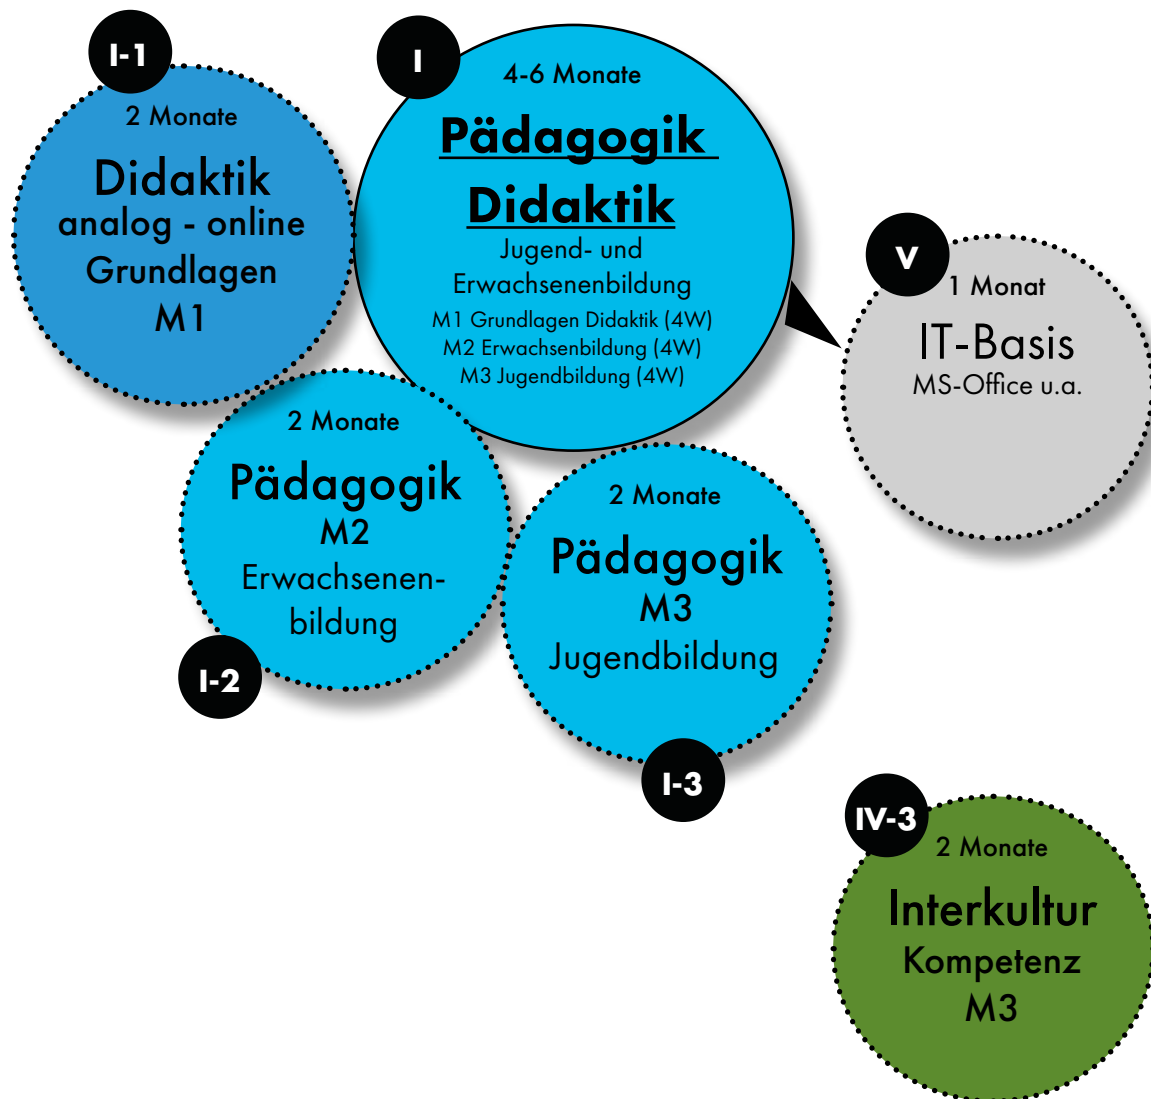 I-1
2 Monate
Didaktik
analog - online
Grundlagen
M1
I
4-6 Monate
Pädagogik
Didaktik
Jugend- und
Erwachsenenbildung
M1 Grundlagen Didaktik (4W)
M2 Erwachsenbildung (4W)
M3 Jugendbildung (4W)
V
1 Monat
IT-Basis
MS-Office u.a.
2 Monate
Pädagogik
M2
Erwachsenen-
bildung
I-2
2 Monate
Pädagogik
M3
Jugendbildung
I-3
IV-3
2 Monate
Interkultur
Kompetenz
M3